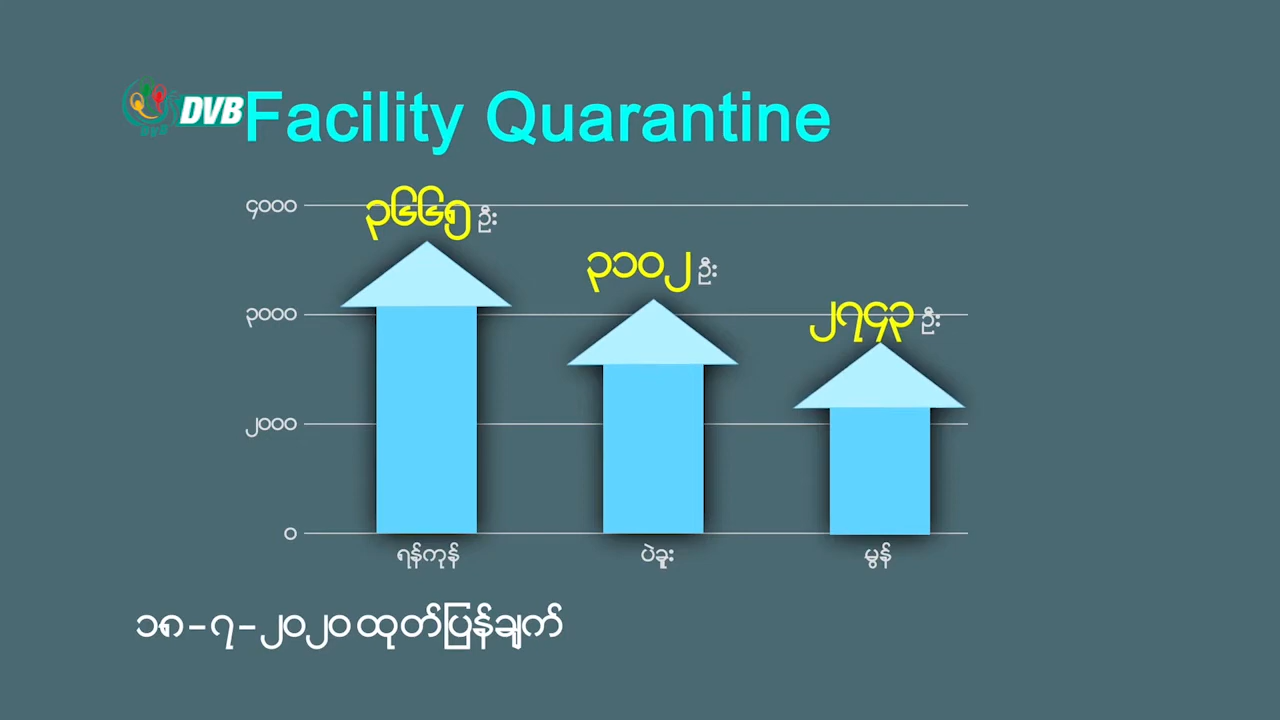 DVB Facility Quarantine
DVB
၄၀၀၀
၃၆၆၅ ဦး
၃၁၀၂ ဦး
၃၀၀၀
၂၇၄၃ ဦး
၂၀၀၀
၀
ရန်ကုန် ပဲခူး မွန်
၁၈-၇-၂၀၂၀ ထုတ်ပြန်ချက်